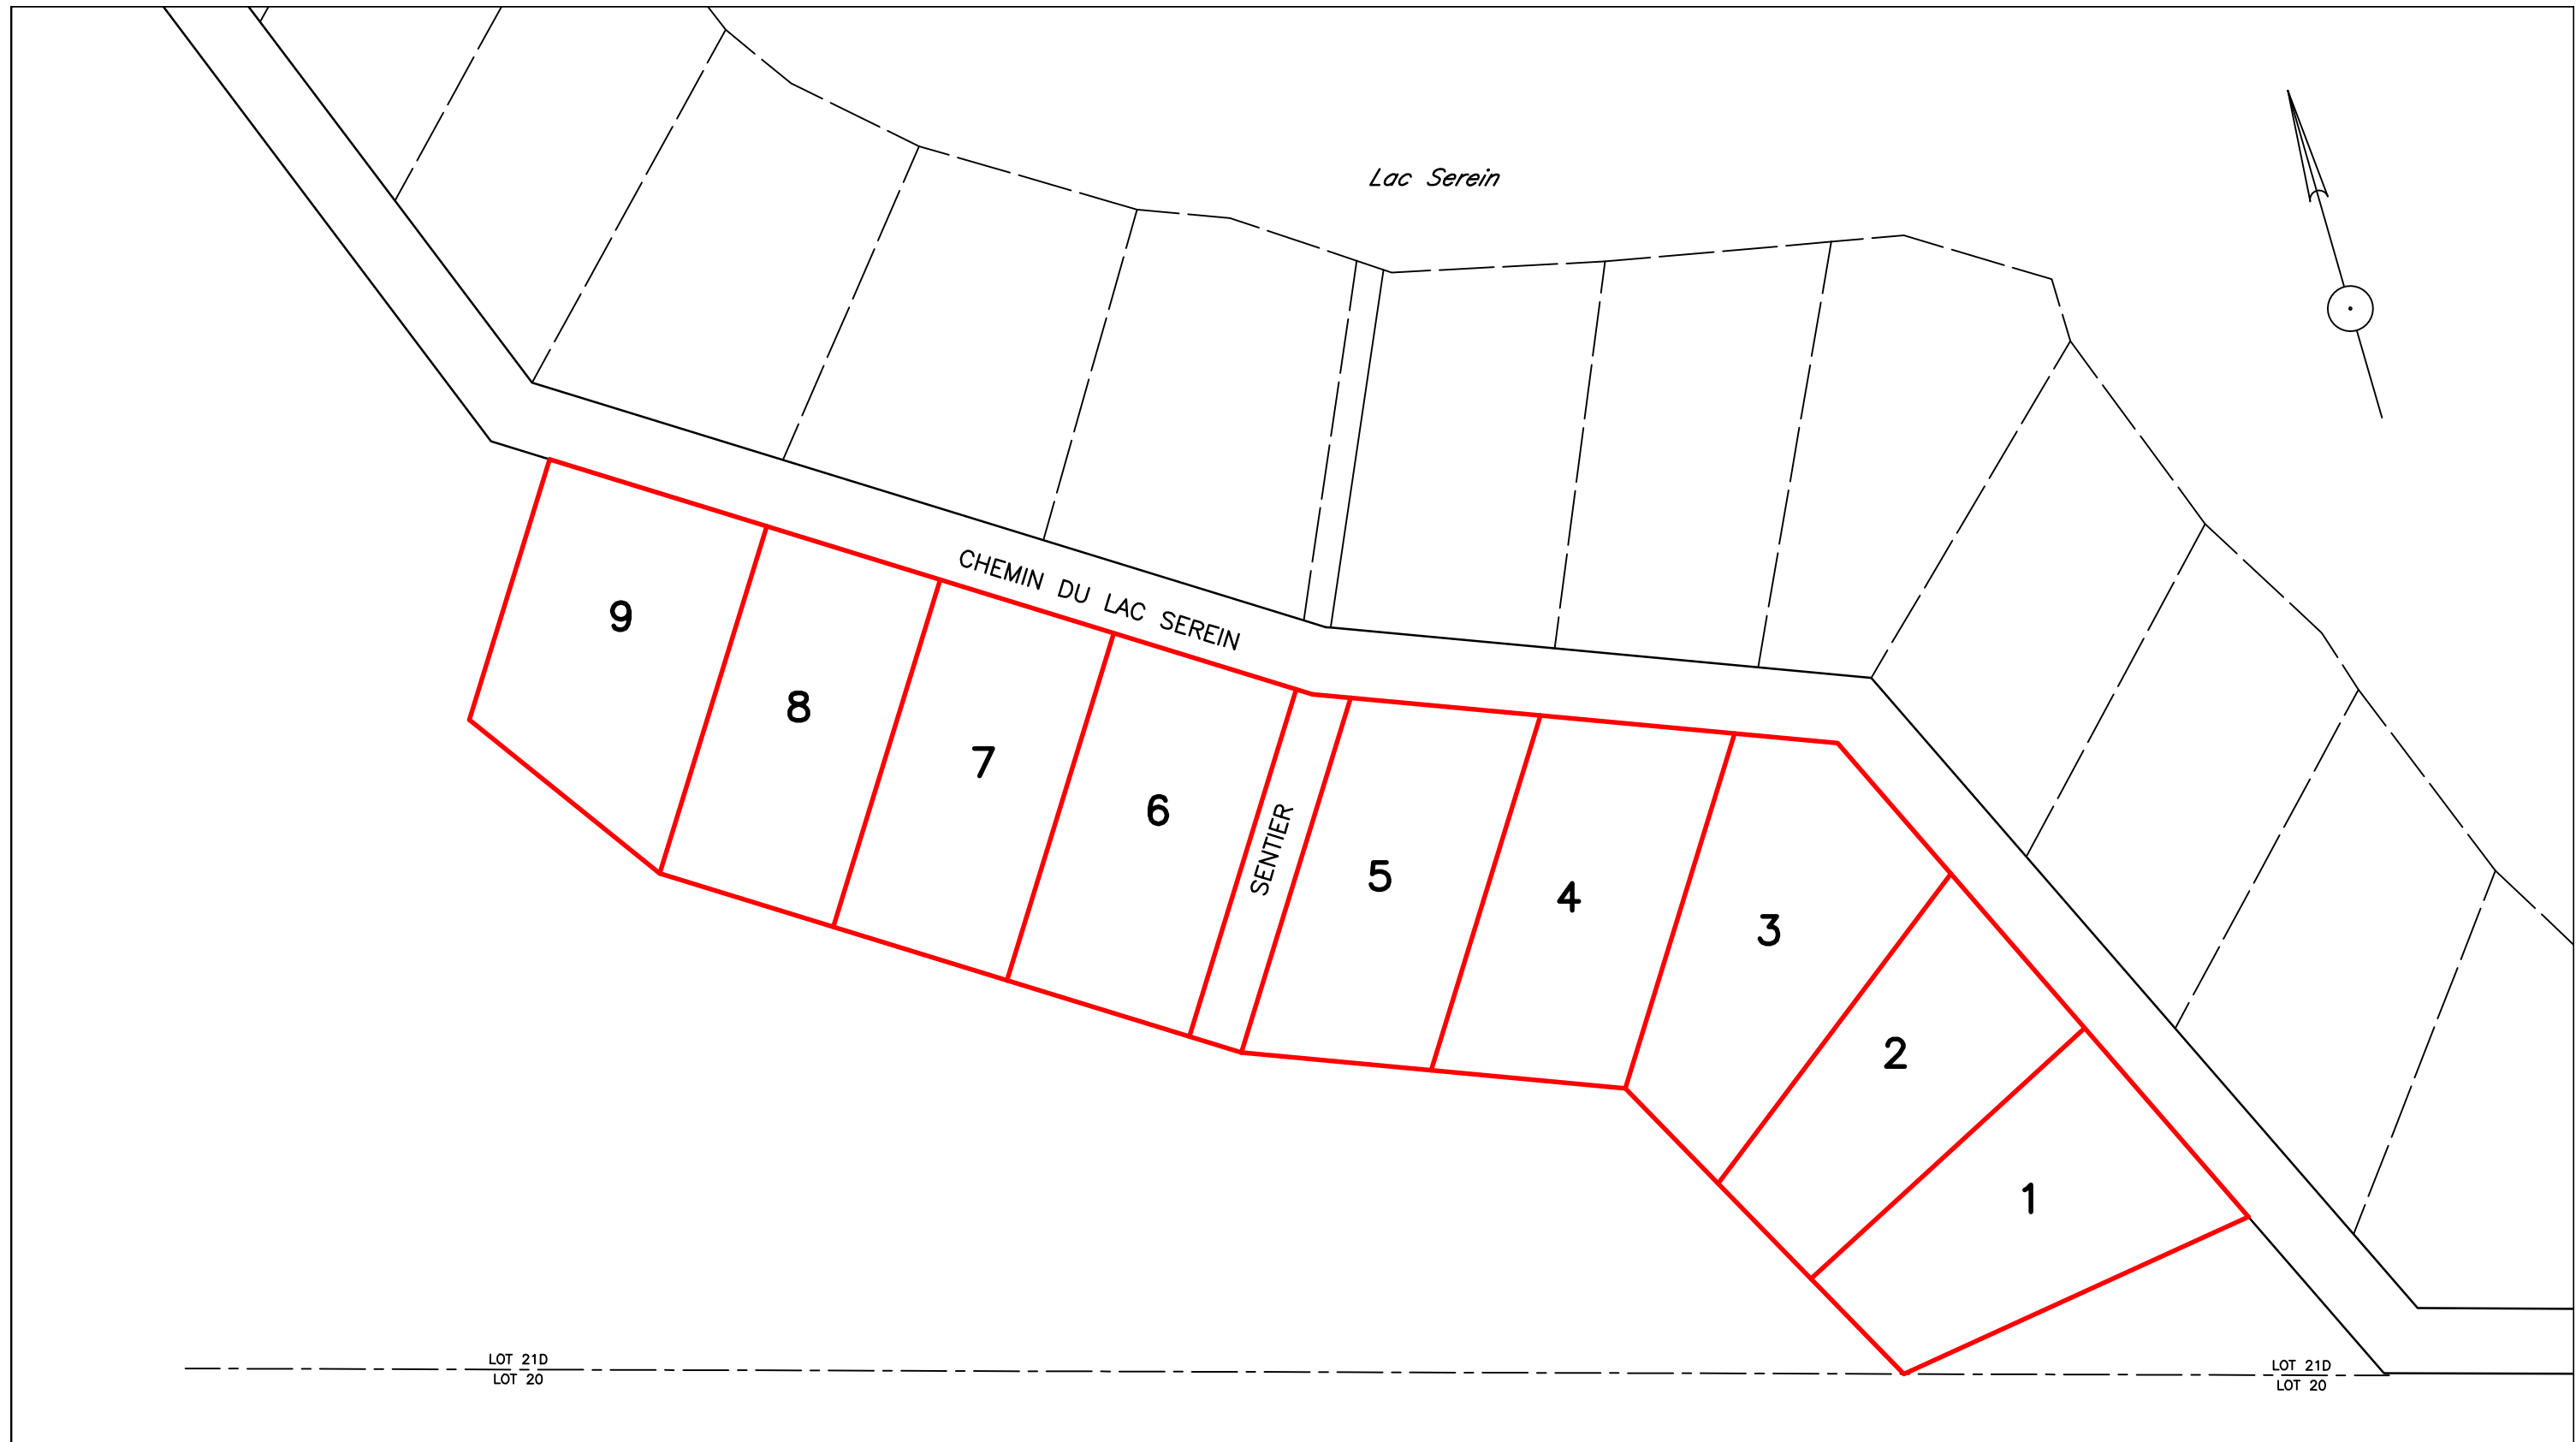 Lac Serein
CHEMIN DU LAC SEREIN
9
8
7
6
SENTIER
5
4
3
2
1
LOT 21D
LOT 20
LOT 21D
LOT 20